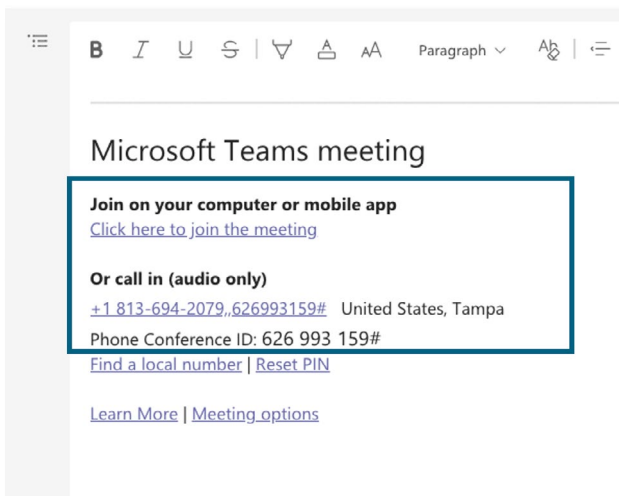 B I U S A AA Paragraph Ab
Microsoft Teams meeting
Join on your computer or mobile app
Click here to join the meeting
Or call in (audio only)
+1 813-694-2079,,626993159# United States, Tampa
Phone Conference ID: 626 993 159#
Find a local number | Reset PIN
Learn More | Meeting options